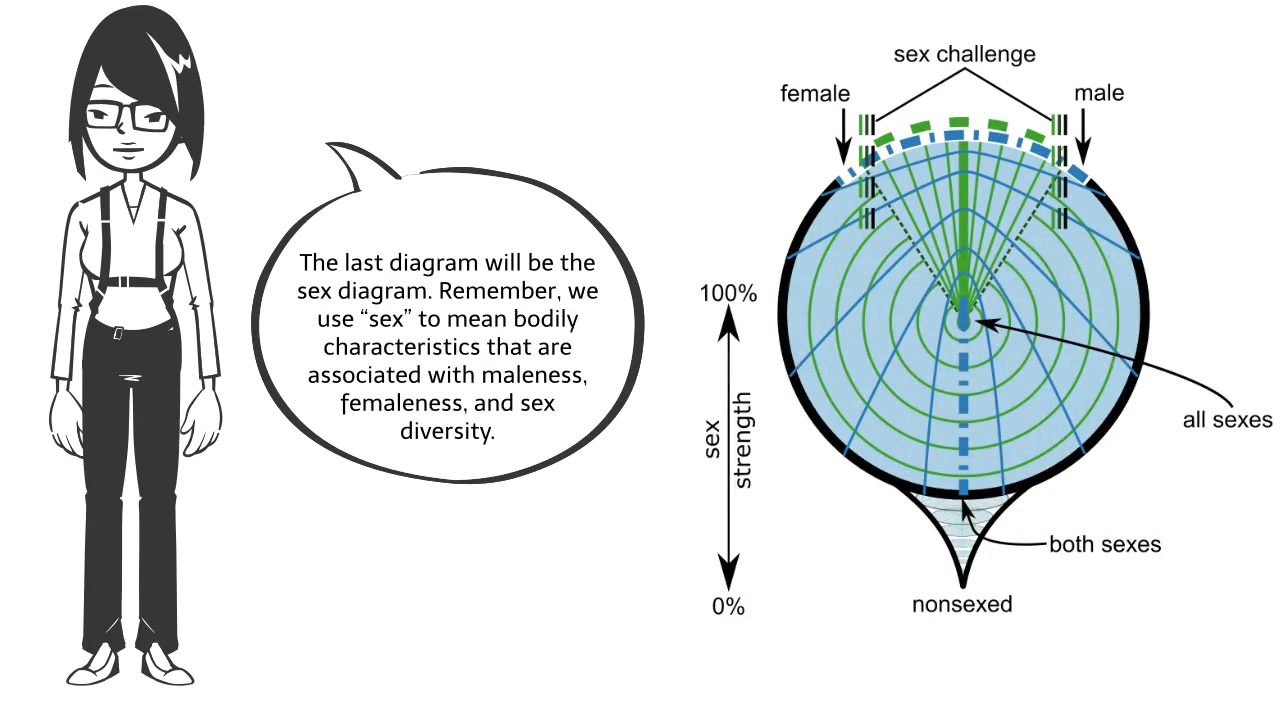 The last diagram will be the
sex diagram. Remember, we
use “sex” to mean bodily
characteristics that are
associated with maleness,
femaleness, and sex
diversity.
sex challenge
female
male
100%
sex
strength
0%
all sexes
both sexes
nonsexed